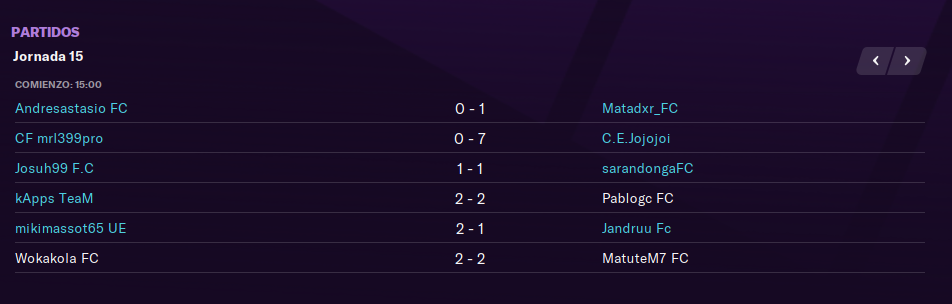 PARTIDOS
Jornada 15
COMIENZO: 15:00
Andresastasio FC 0 - 1 Matadxr_FC
CF mrl399pro 0 - 7 C.E.Jojojoi
Josuh99 F.C 1 - 1 sarandongaFC
kApps TeaM 2 - 2 Pablogc FC
mikimassot65 UE 2 - 1 Jandruu Fc
Wokakola FC 2 - 2 MatuteM7 FC